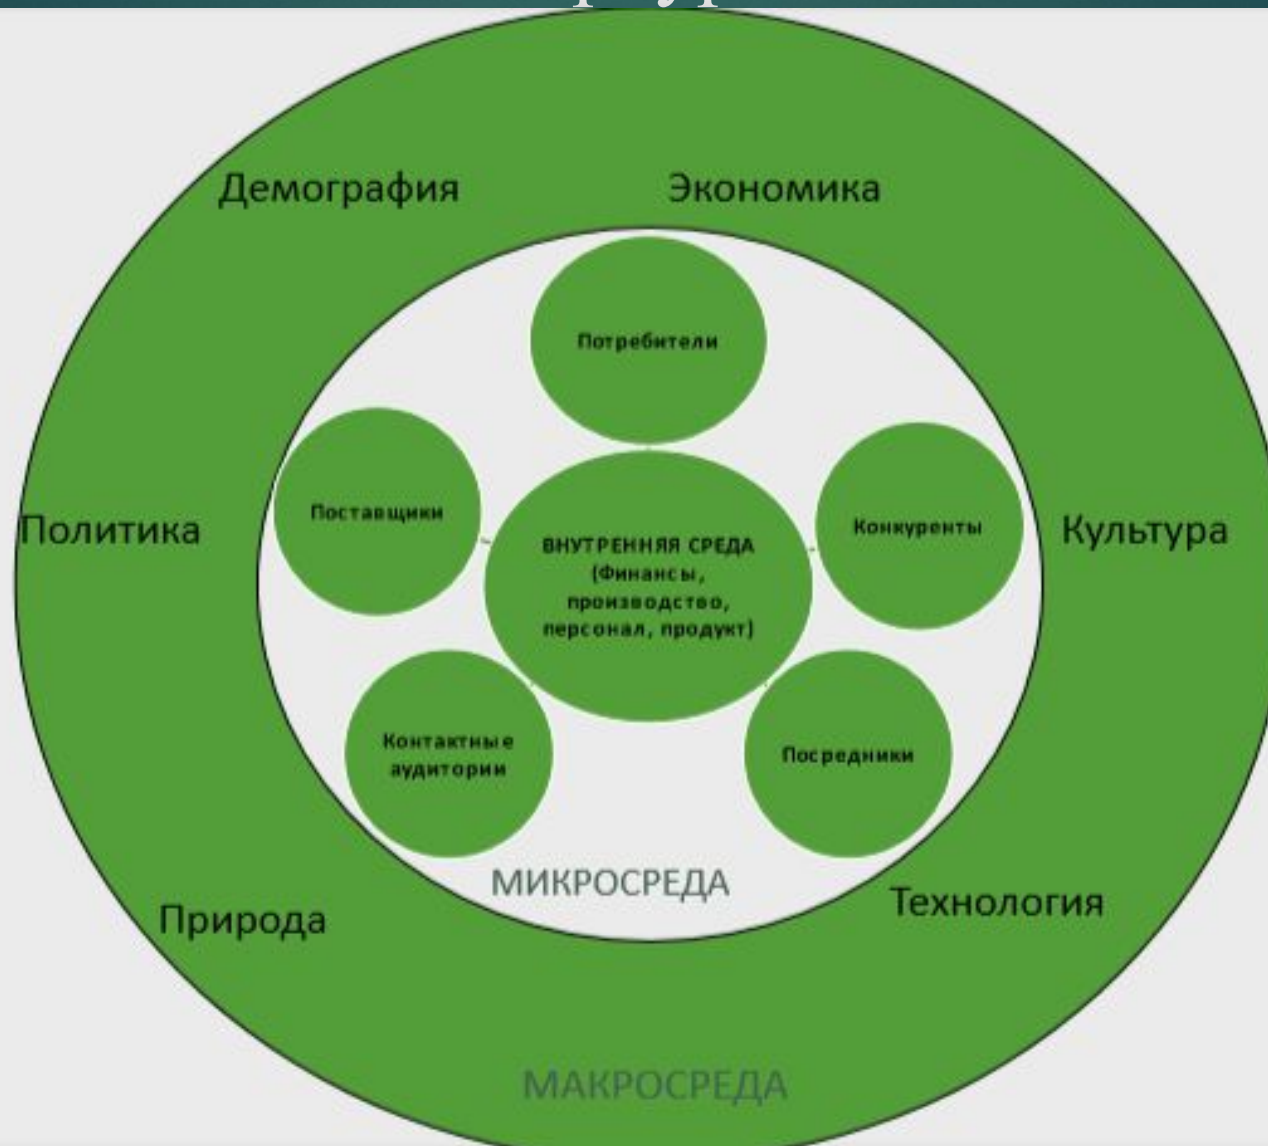 Демография
Экономика
Потребители
Поставщики
Конкуренты
Политика
Культура
ВНУТРЕННЯЯ СРЕДА
(Финансы,
производство,
персонал, продукт)
Контактные
аудитории
Посредники
МИКРОСРЕДА
Технология
Природа
МАКРОСРЕДА